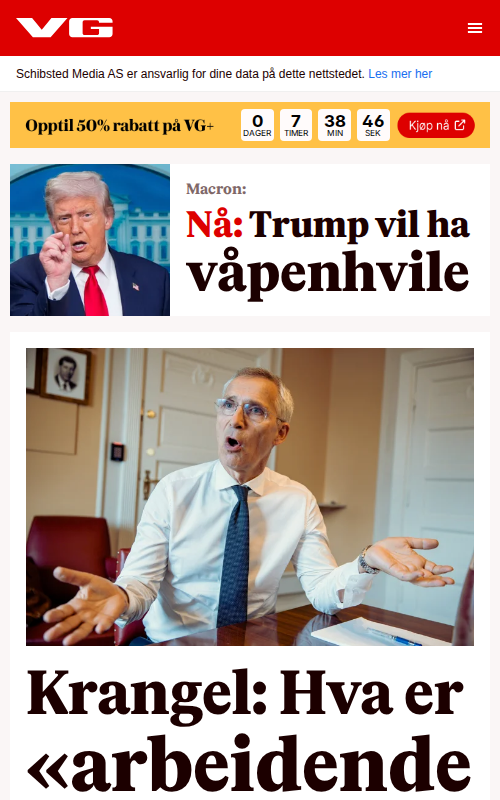 VG
Schibsted Media AS er ansvarlig for dine data på dette nettstedet. Les mer her
Opptil 50% rabatt på VG+
0 7 38 46
DAGER TIMER MIN SEK
Kjøp nå
Macron:
Nå: Trump vil ha
våpenhvile
Krangel: Hva er
«arbeidende